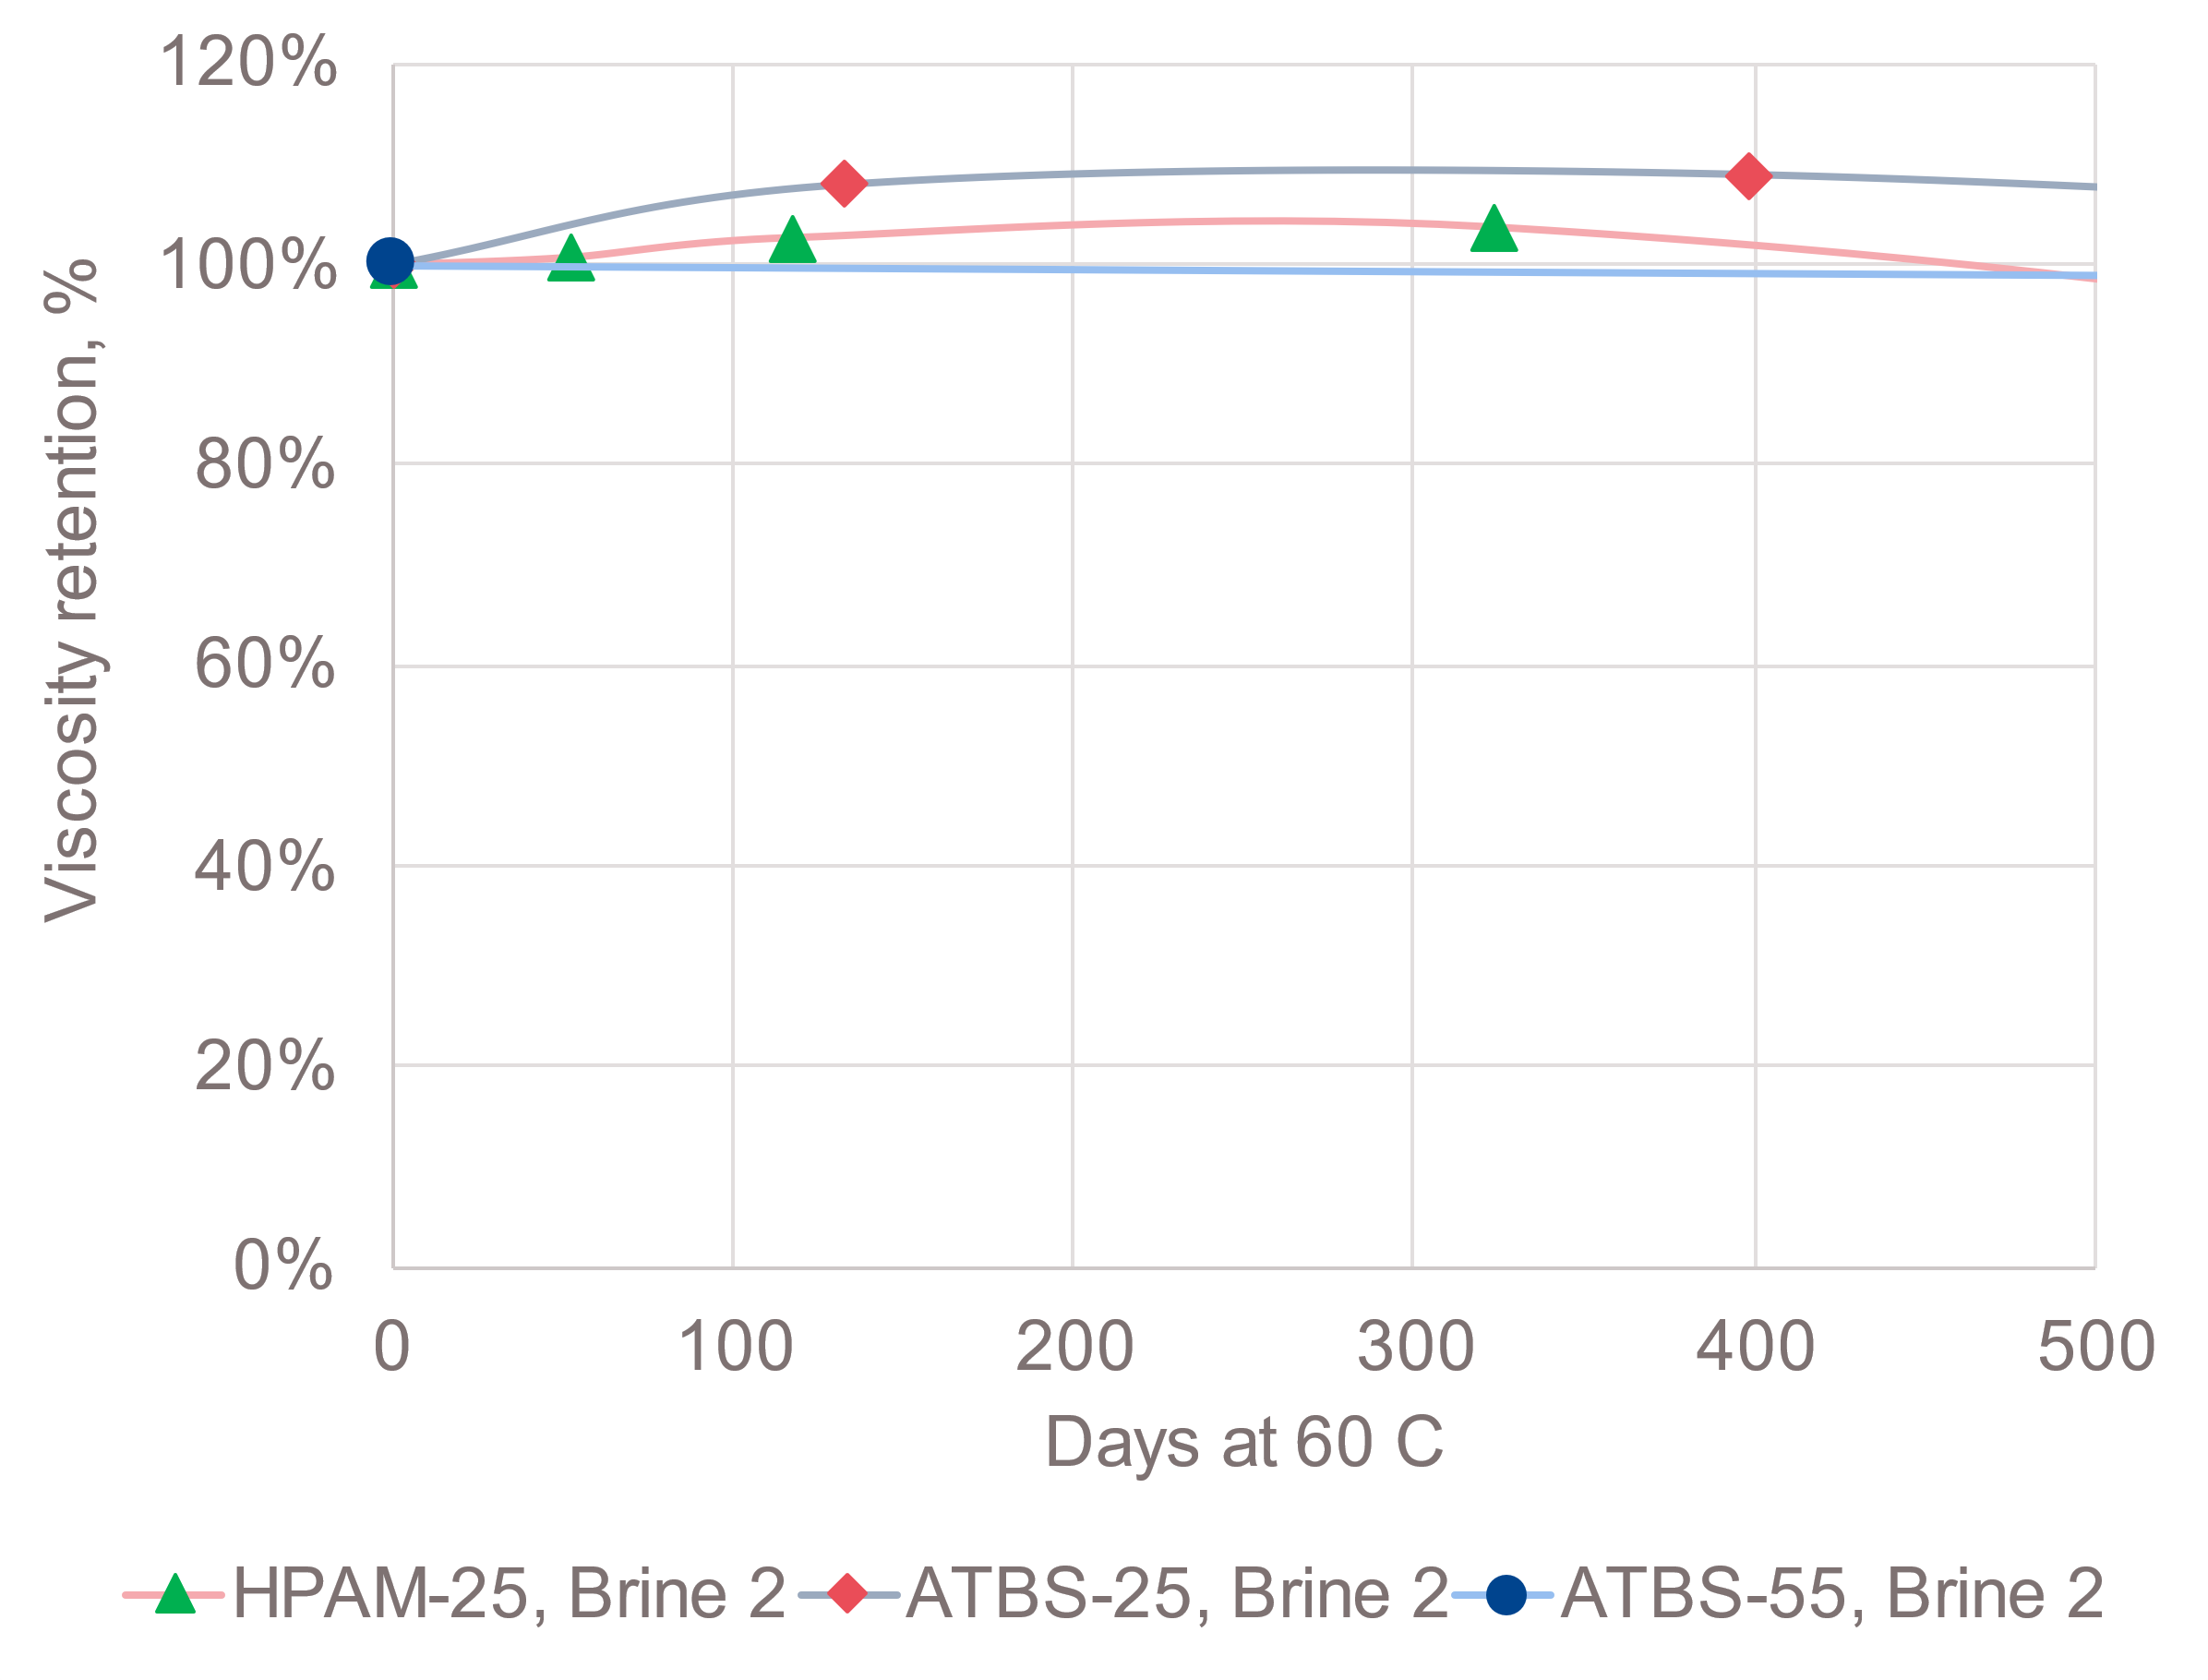 120%
100%
80%
60%
40%
20%
0%
Viscosity retention, %
0 100 200 300 400 500
Days at 60 C
HPAM-25, Brine 2 ATBS-25, Brine 2 ATBS-55, Brine 2